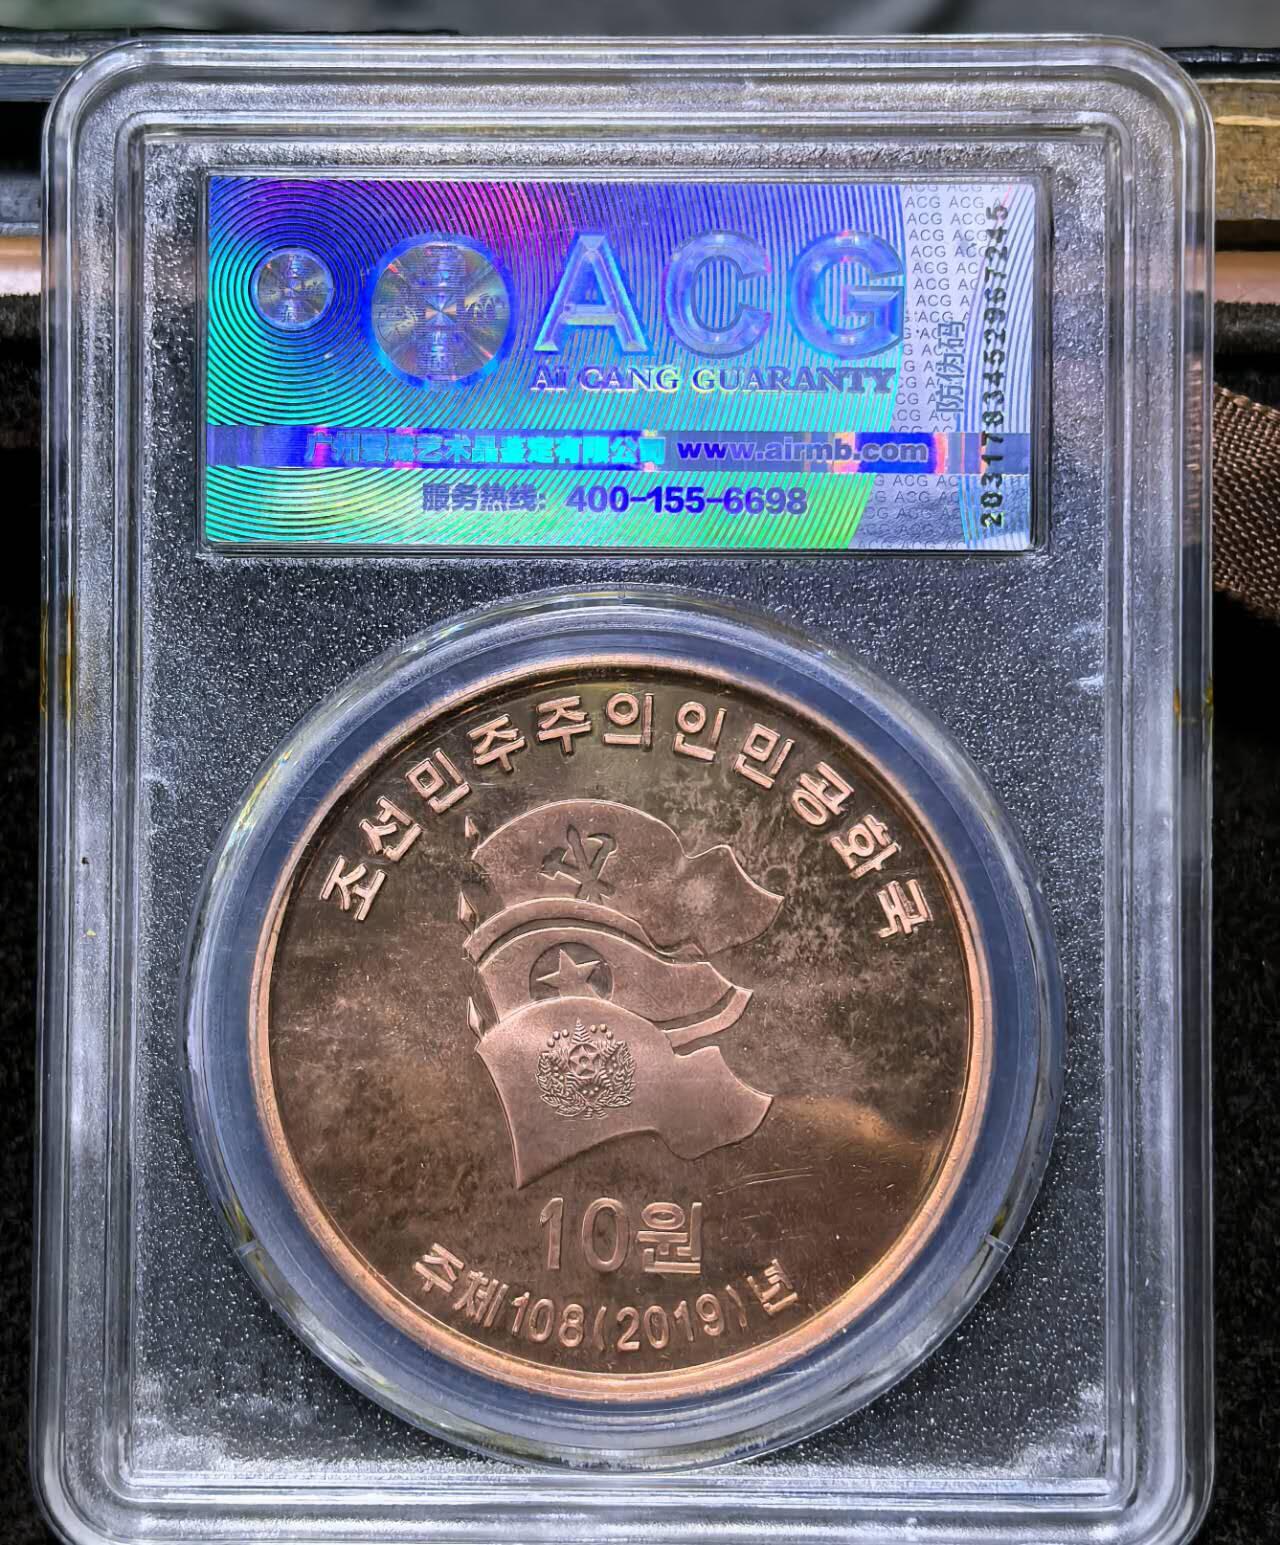 ACG
Ai CANG GUARANTY
广州爱藏艺术品鉴定有限公司 www.airmb.com
服务热线: 400-155-6698
防伪码
20317834529672​45
조선민주주의인민공화국
10원
주체108(2019)년